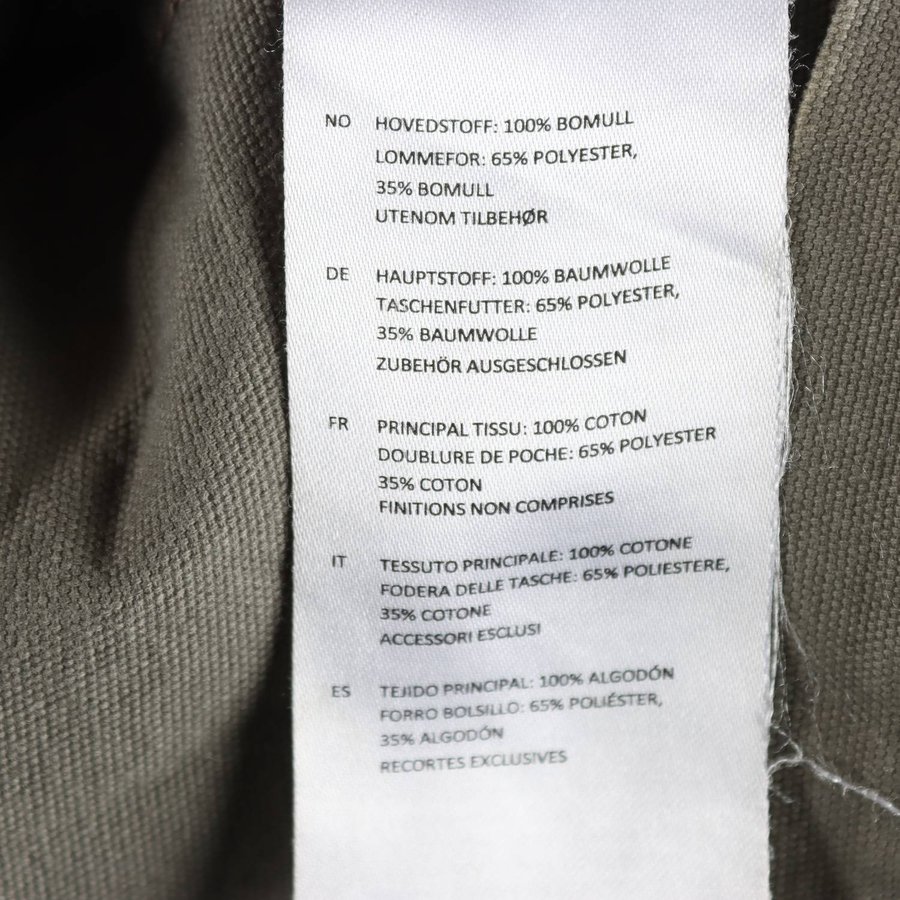 NO HOVEDSTOFF: 100% BOMULL
LOMMEFOR: 65% POLYESTER,
35% BOMULL
UTENOM TILBEHØR
DE HAUPTSTOFF: 100% BAUMWOLLE
TASCHENFUTTER: 65% POLYESTER,
35% BAUMWOLLE
ZUBEHÖR AUSGESCHLOSSEN
FR PRINCIPAL TISSU: 100% COTON
DOUBLURE DE POCHE: 65% POLYESTER
35% COTON
FINITIONS NON COMPRISES
IT TESSUTO PRINCIPALE: 100% COTONE
FODERA DELLE TASCHE: 65% POLIESTERE,
35% COTONE
ACCESSORI ESCLUSI
ES TEJIDO PRINCIPAL: 100% ALGODÓN
FORRO BOLSILLO: 65% POLIÉSTER,
35% ALGODÓN
RECORTES EXCLUSIVES